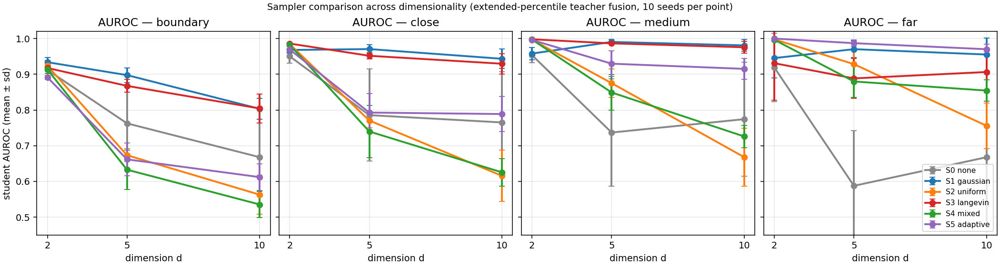 Sampler comparison across dimensionality (extended-percentile teacher fusion, 10 seeds per point)
AUROC — boundary
AUROC — close
AUROC — medium
AUROC — far
student AUROC (mean ± sd)
1.0
0.9
0.8
0.7
0.6
0.5
2
5
10
dimension d
2
5
10
dimension d
2
5
10
dimension d
2
5
10
dimension d
S0 none
S1 gaussian
S2 uniform
S3 langevin
S4 mixed
S5 adaptive